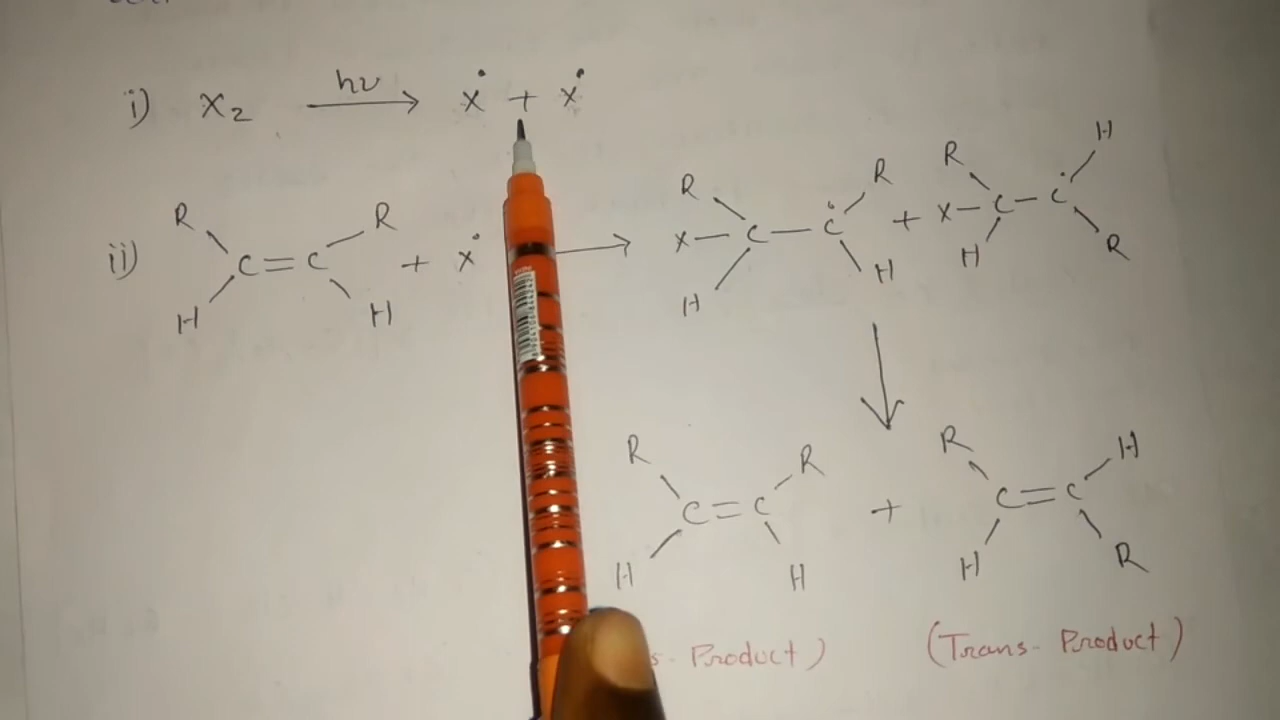 i) X₂ hν Ẋ + Ẋ
R R R R H
ii) C=C + Ẋ X-C-Ċ + X-C-Ċ
H H H H H R
R R R H
C=C + C=C
H H H R
Product) (Trans- Product)